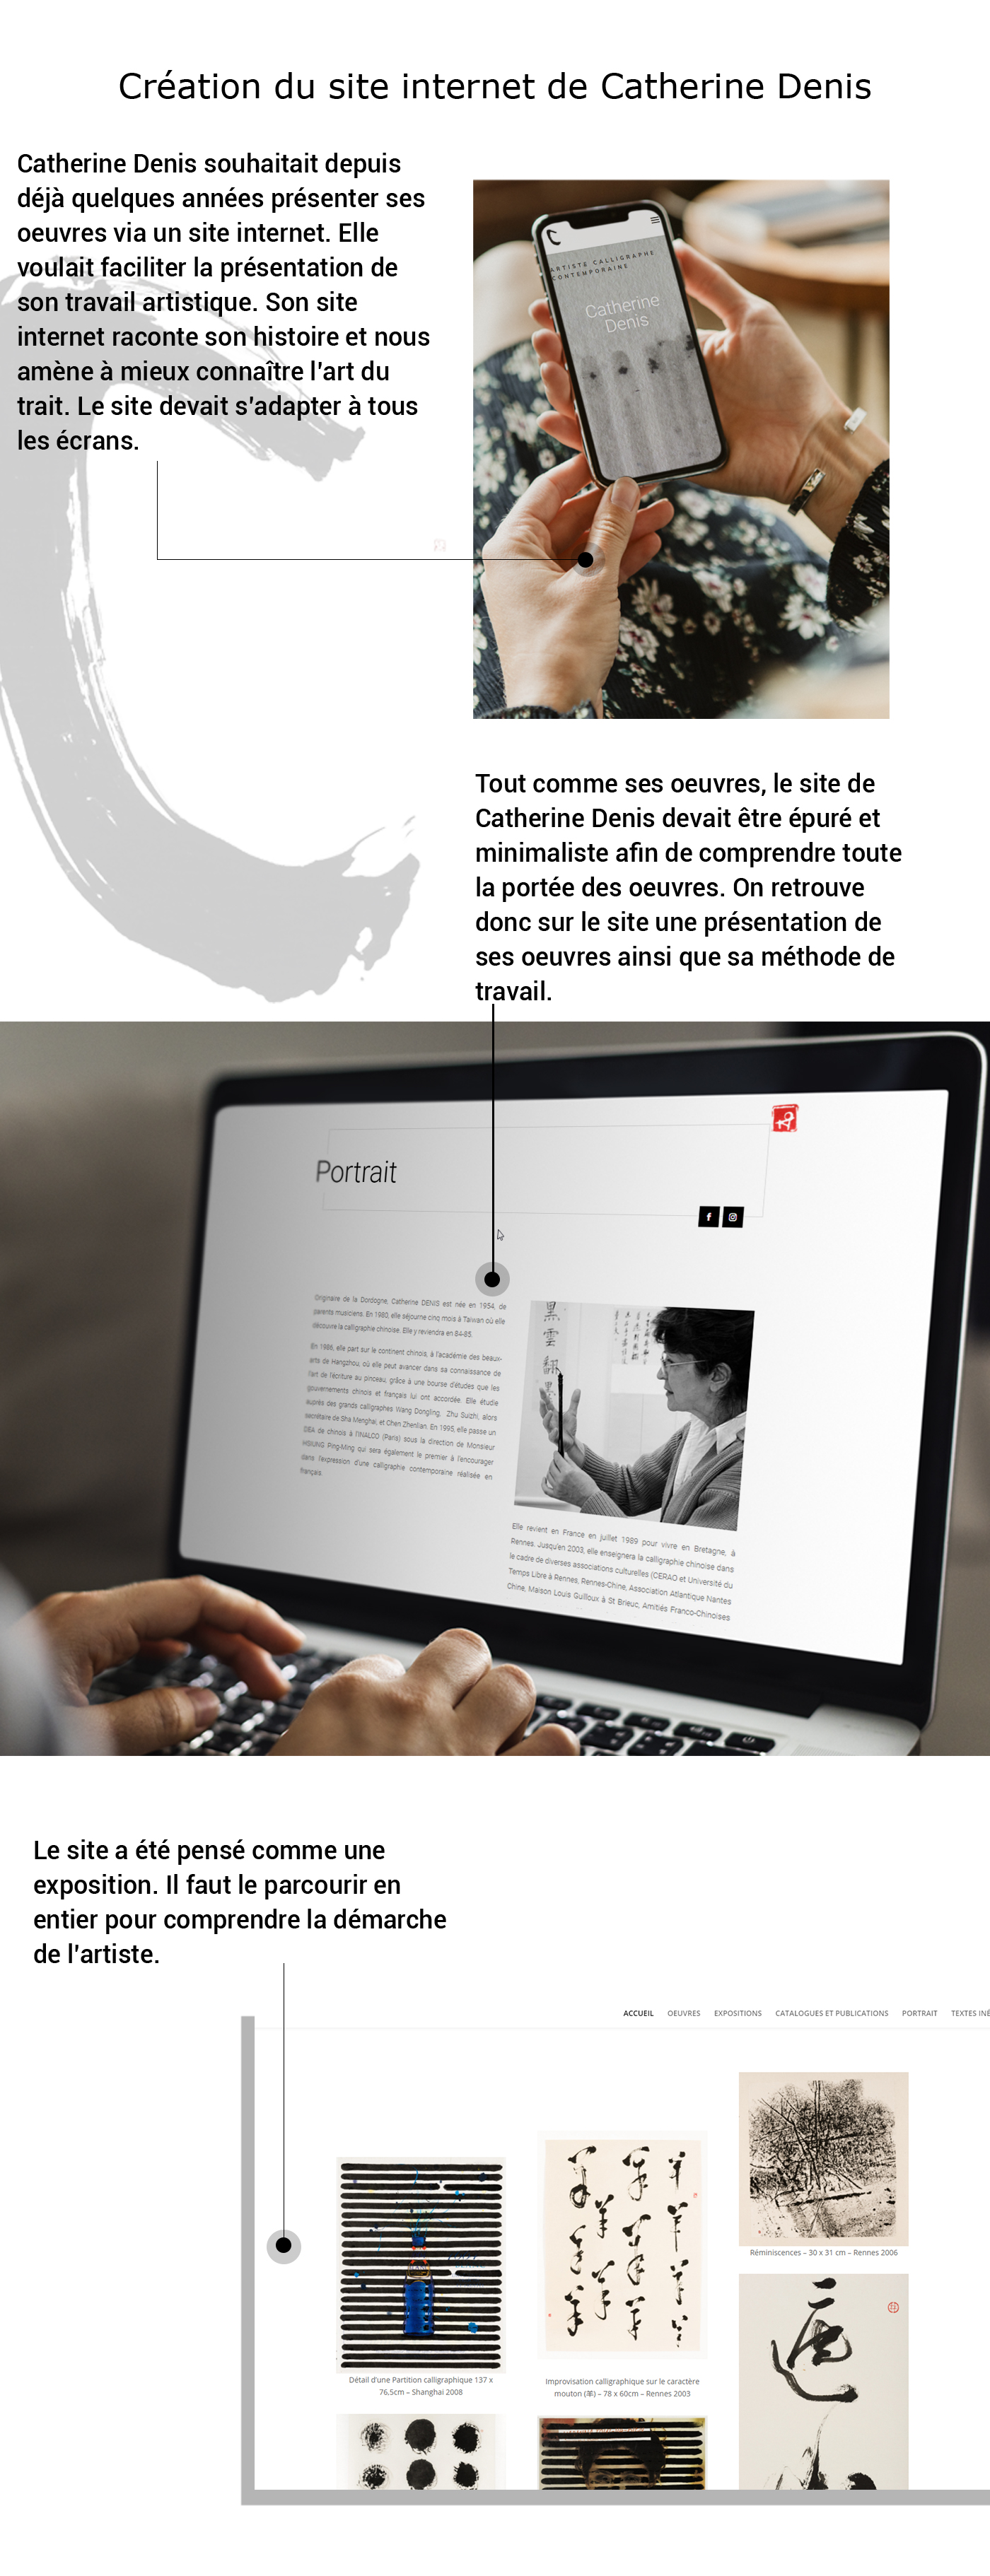 Création du site internet de Catherine Denis
Catherine Denis souhaitait depuis
déjà quelques années présenter ses
oeuvres via un site internet. Elle
voulait faciliter la présentation de
son travail artistique. Son site
internet raconte son histoire et nous
amène à mieux connaître l'art du
trait. Le site devait s'adapter à tous
les écrans.
ARTISTE CALLIGRAPHE
CONTEMPORAINE
Catherine
Denis
Tout comme ses oeuvres, le site de
Catherine Denis devait être épuré et
minimaliste afin de comprendre toute
la portée des oeuvres. On retrouve
donc sur le site une présentation de
ses oeuvres ainsi que sa méthode de
travail.
Portrait
Originaire de la Dordogne, Catherine DENIS est née en 1954, de
parents musiciens. En 1980, elle séjourne cinq mois à Taiwan où elle
découvre la calligraphie chinoise. Elle y reviendra en 84-85.
En 1986, elle part sur le continent chinois, à l'académie des beaux-
arts de Hangzhou, où elle peut avancer dans sa connaissance de
l'art de l'écriture au pinceau, grâce à une bourse d'études que les
gouvernements chinois et français lui ont accordée. Elle étudie
auprès des grands calligraphes Wang Dongling, Zhu Suizhi, alors
secrétaire de Sha Menghai, et Chen Zhenlian. En 1995, elle passe un
DEA de chinois à l'INALCO (Paris) sous la direction de Monsieur
HSIUNG Ping-Ming qui sera également le premier à l'encourager
dans l'expression d'une calligraphie contemporaine réalisée en
français.
黑
雲
翻
Elle revient en France en juillet 1989 pour vivre en Bretagne, à
Rennes. Jusqu'en 2003, elle enseignera la calligraphie chinoise dans
le cadre de diverses associations culturelles (CERAO et Université du
Temps Libre à Rennes, Rennes-Chine, Association Atlantique Nantes
Chine, Maison Louis Guilloux à St Brieuc, Amitiés Franco-Chinoises
Le site a été pensé comme une
exposition. Il faut le parcourir en
entier pour comprendre la démarche
de l'artiste.
ACCUEIL OEUVRES EXPOSITIONS CATALOGUES ET PUBLICATIONS PORTRAIT TEXTES INÉ
Réminiscences – 30 x 31 cm – Rennes 2006
Détail d'une Partition calligraphique 137 x
76,5cm – Shanghai 2008
Improvisation calligraphique sur le caractère
mouton (羊) – 78 x 60cm – Rennes 2003